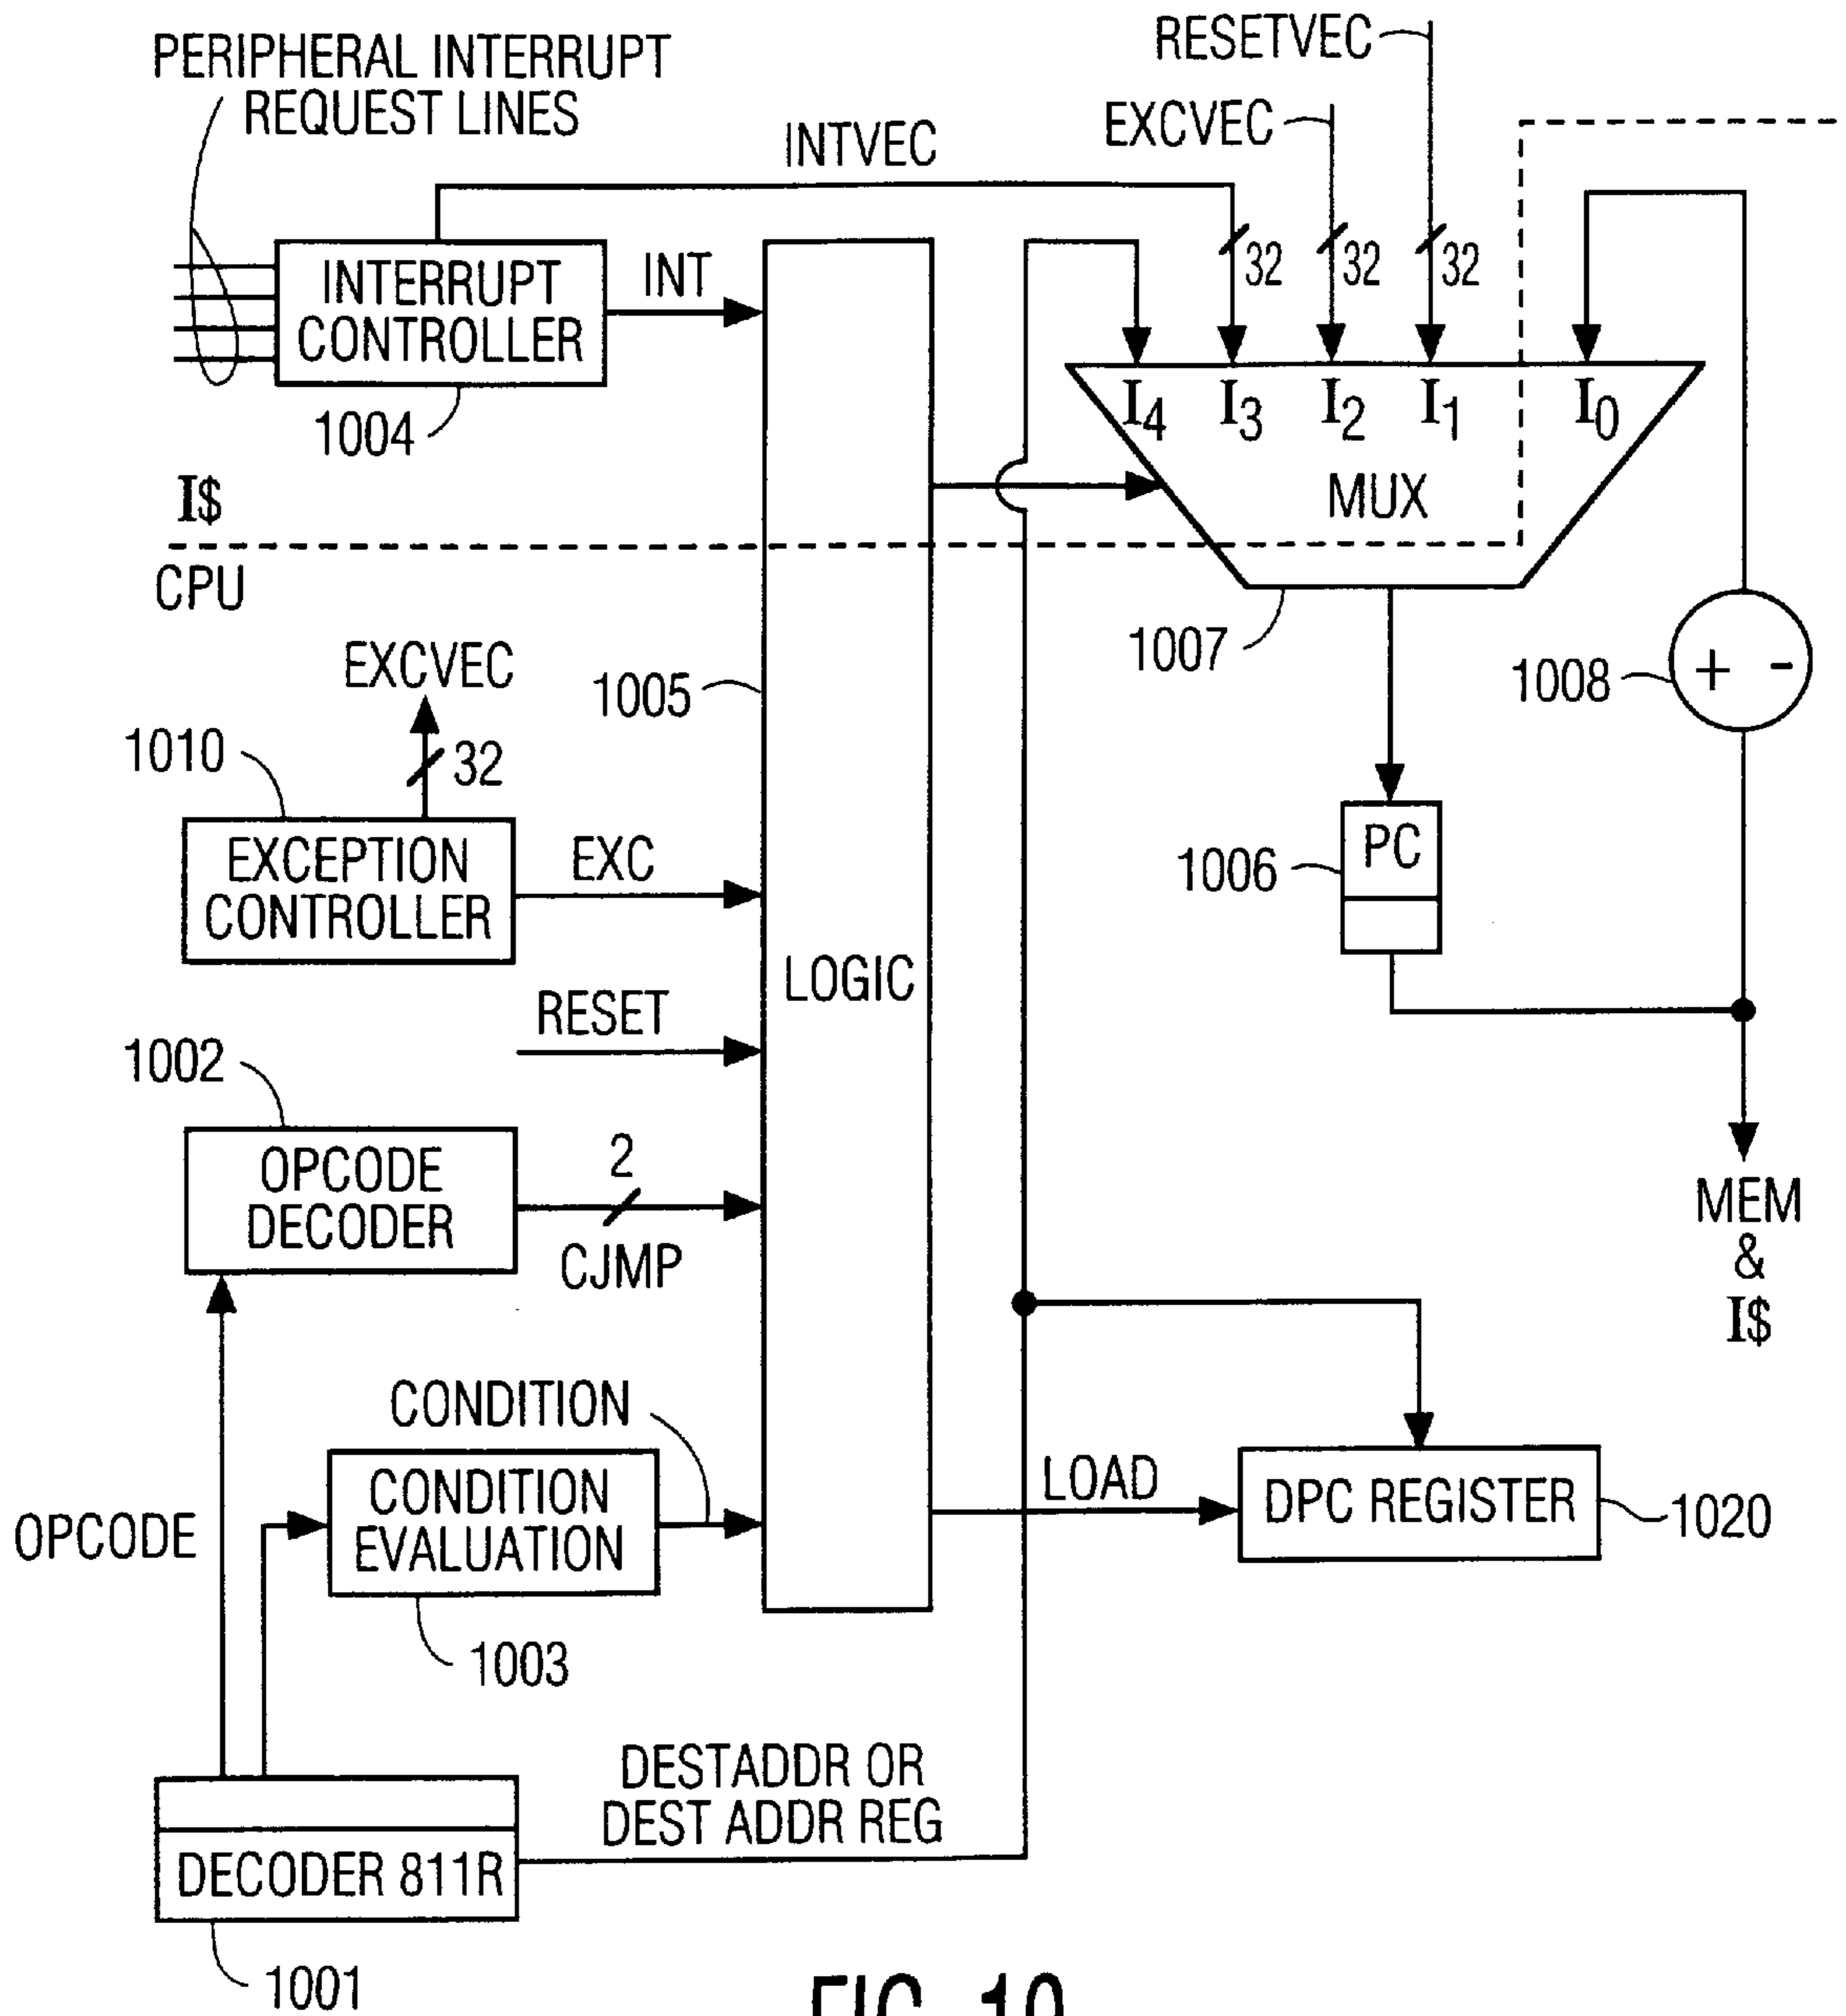 PERIPHERAL INTERRUPT
REQUEST LINES
RESETVEC
EXCVEC
INTVEC
INTERRUPT
CONTROLLER
INT
32
32
32
1004
I4
I3
I2
I1
I0
MUX
I$
CPU
1007
1008
+ -
EXCVEC
1005
1010
32
EXCEPTION
CONTROLLER
EXC
PC
1006
LOGIC
RESET
1002
OPCODE
DECODER
2
CJMP
MEM
&
I$
CONDITION
OPCODE
CONDITION
EVALUATION
LOAD
DPC REGISTER
1020
1003
DESTADDR OR
DEST ADDR REG
DECODER 811R
1001
FIG. 10